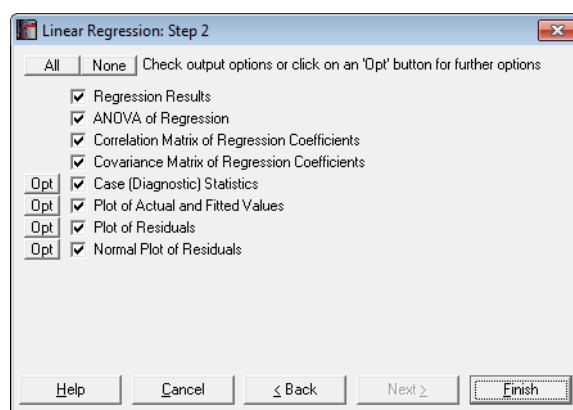 Linear Regression: Step 2
All None Check output options or click on an 'Opt' button for further options
Regression Results
ANOVA of Regression
Correlation Matrix of Regression Coefficients
Covariance Matrix of Regression Coefficients
Opt Case (Diagnostic) Statistics
Opt Plot of Actual and Fitted Values
Opt Plot of Residuals
Opt Normal Plot of Residuals
Help Cancel < Back Next > Finish